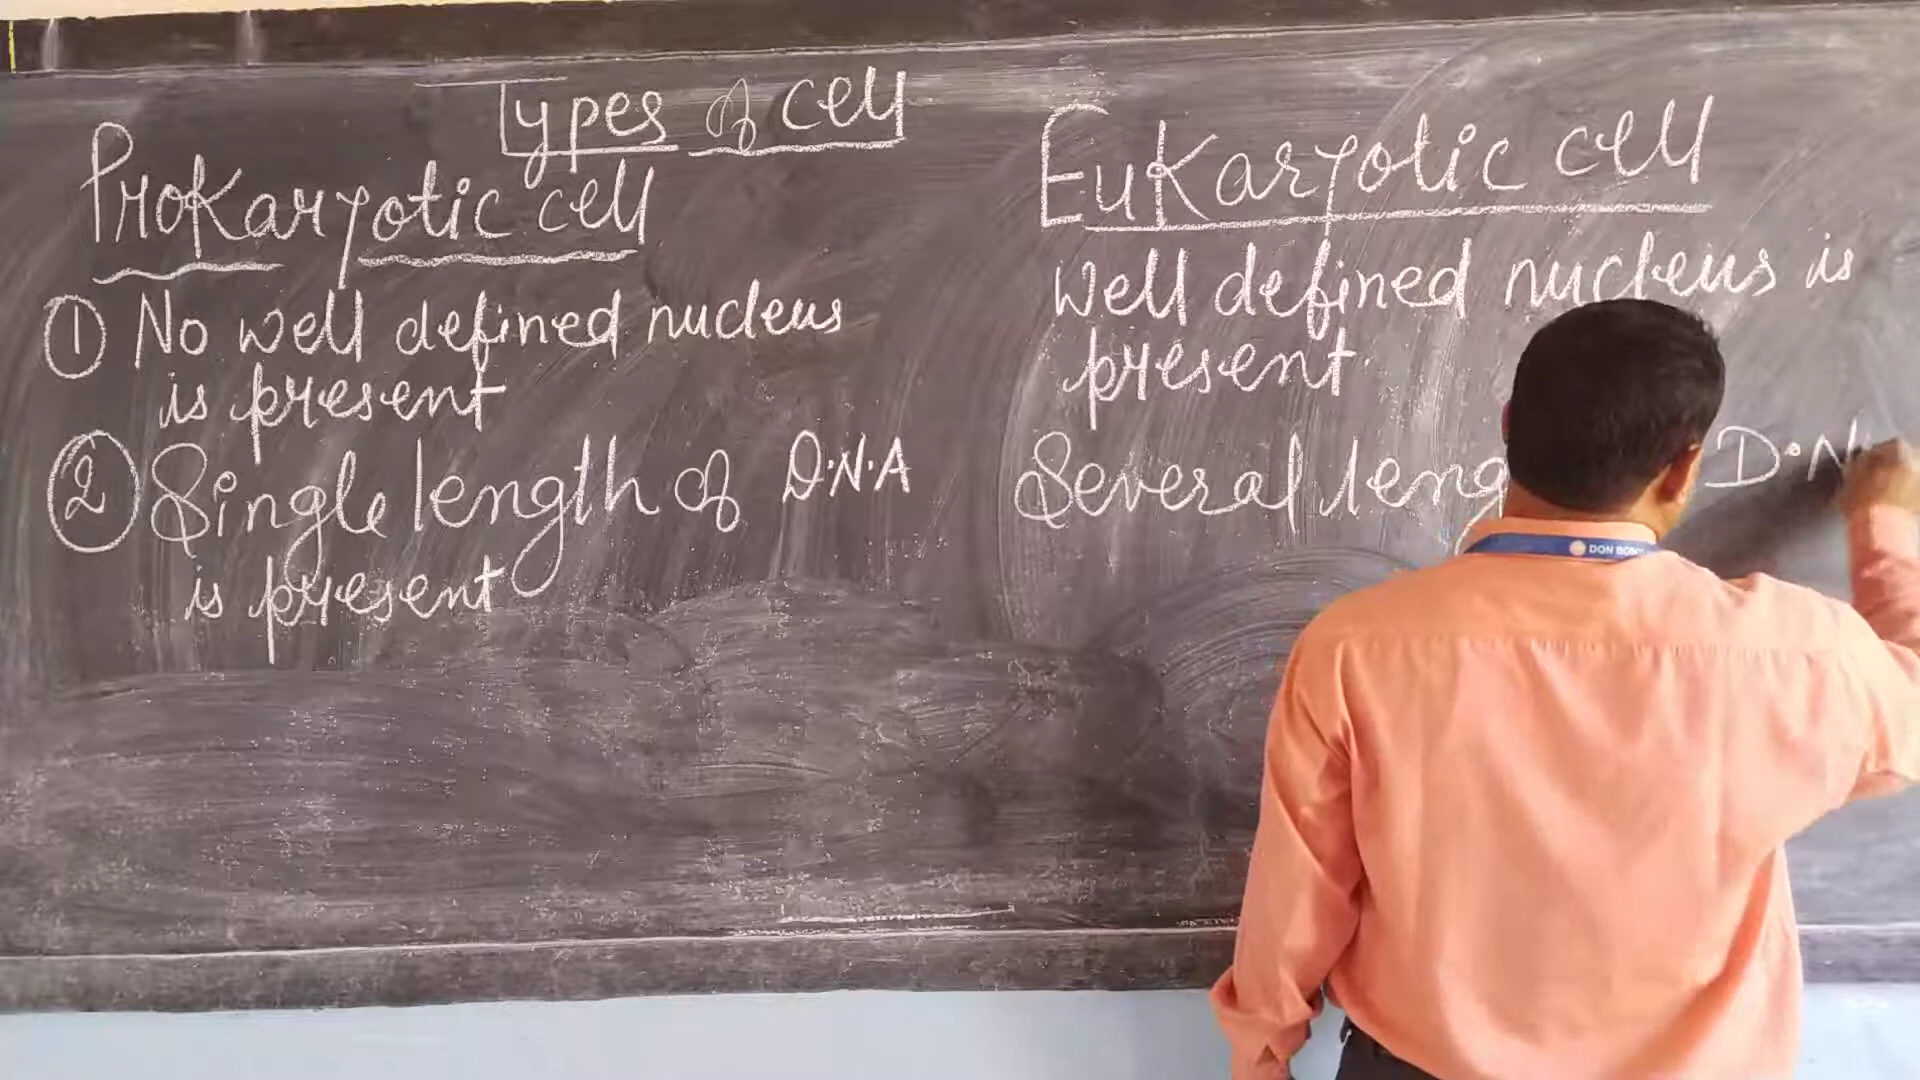 Types of cell
Prokaryotic cell
① No well defined nucleus
is present
② Single length of D.N.A
is present
Eukaryotic cell
Well defined nucleus is
present.
Several D.N
DON